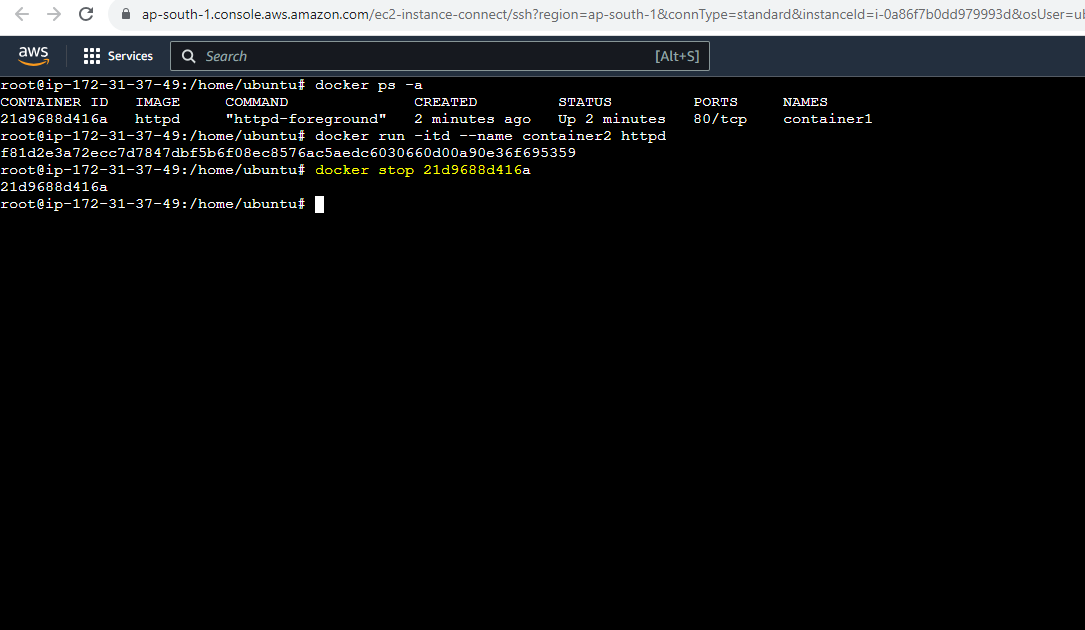 ap-south-1.console.aws.amazon.com/ec2-instance-connect/ssh?region=ap-south-1&connType=standard&instanceId=i-0a86f7b0dd979993d&osUser=ub
aws Services Search [Alt+S]
root@ip-172-31-37-49:/home/ubuntu# docker ps -a
CONTAINER ID IMAGE COMMAND CREATED STATUS PORTS NAMES
21d9688d416a httpd "httpd-foreground" 2 minutes ago Up 2 minutes 80/tcp container1
root@ip-172-31-37-49:/home/ubuntu# docker run -itd --name container2 httpd
f81d2e3a72ecc7d7847dbf5b6f08ec8576ac5aedc6030660d00a90e36f695359
root@ip-172-31-37-49:/home/ubuntu# docker stop 21d9688d416a
21d9688d416a
root@ip-172-31-37-49:/home/ubuntu#